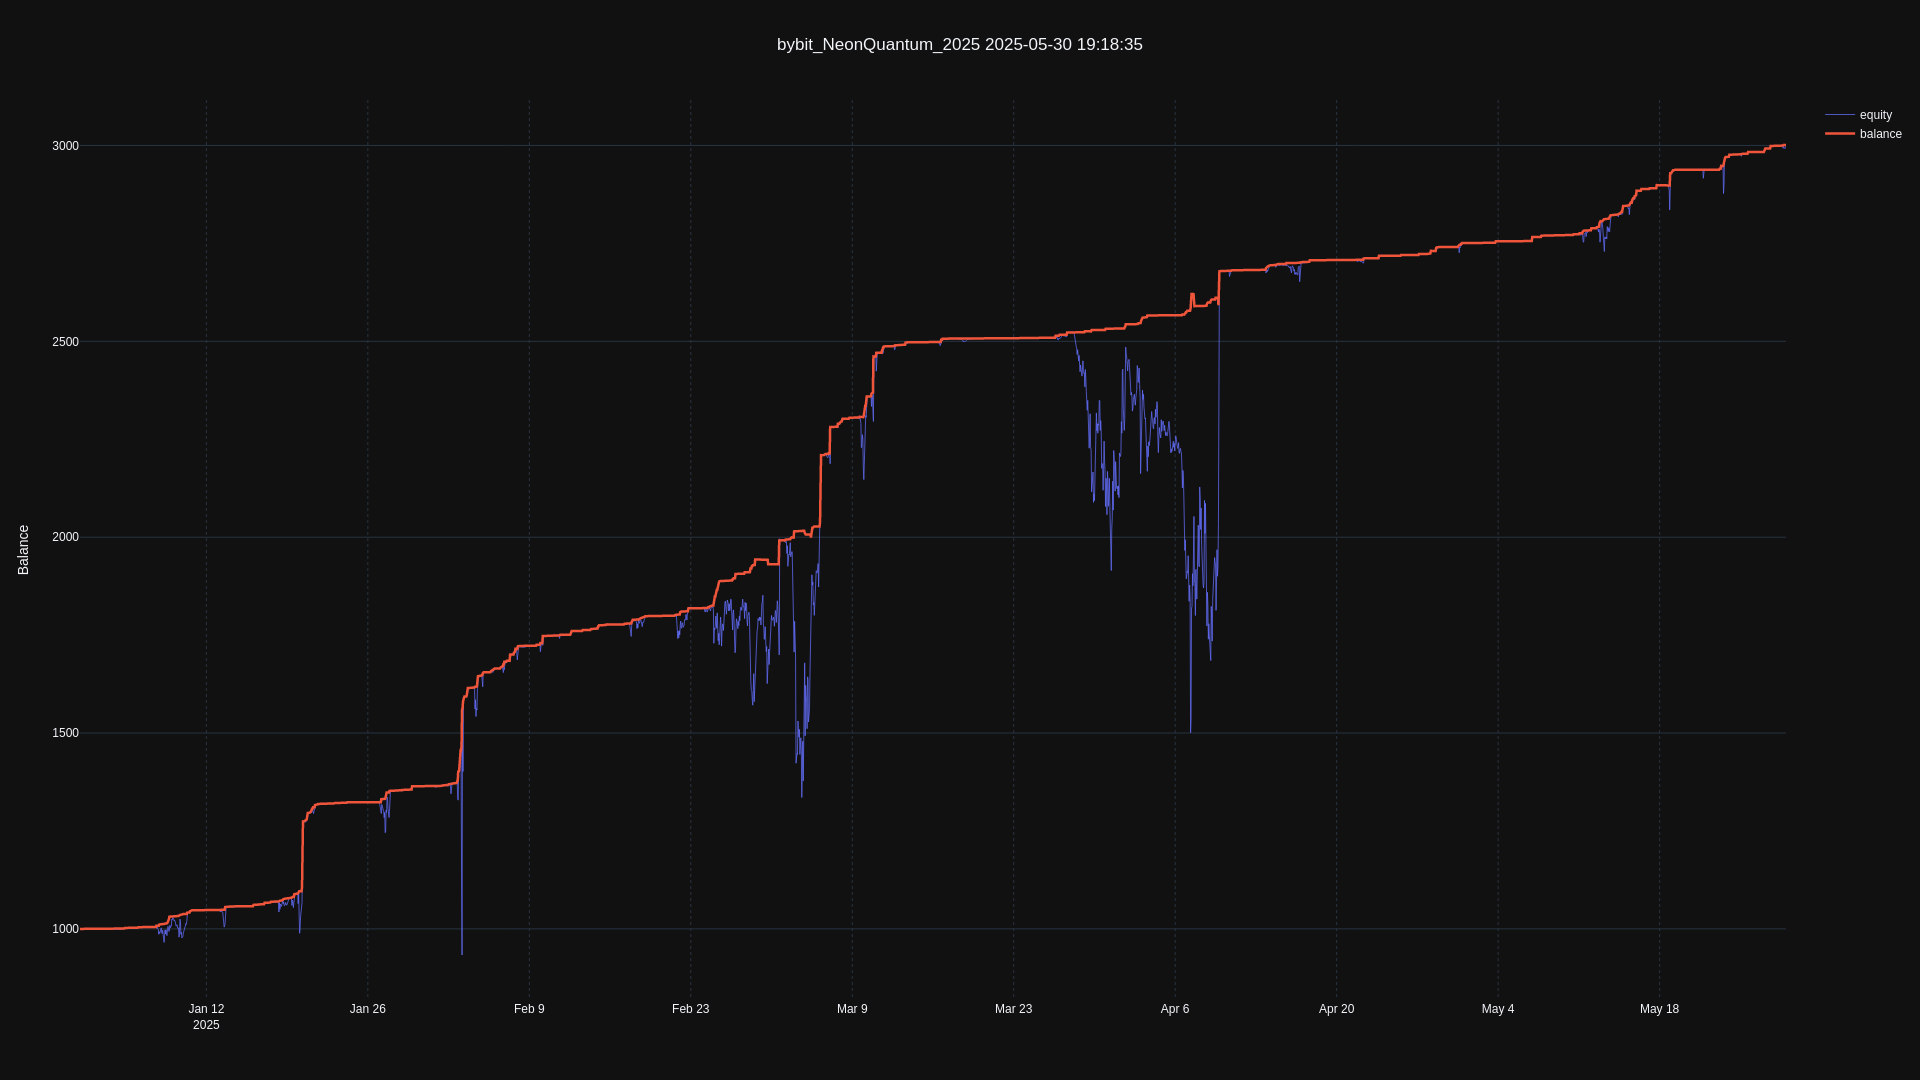 bybit_NeonQuantum_2025 2025-05-30 19:18:35
equity
balance
3000
2500
2000
1500
1000
Balance
Jan 12
2025
Jan 26
Feb 9
Feb 23
Mar 9
Mar 23
Apr 6
Apr 20
May 4
May 18